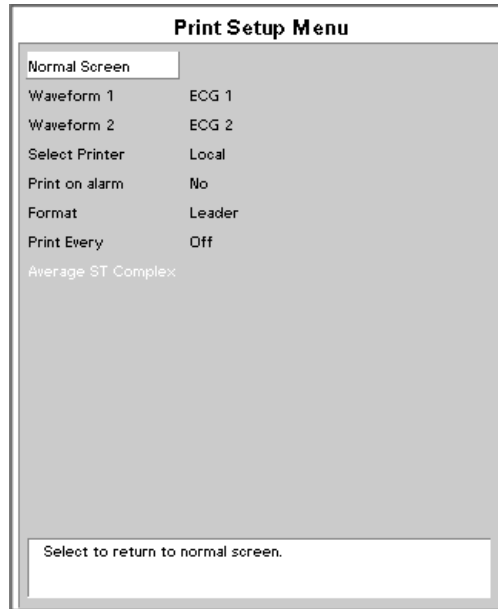 Print Setup Menu
Normal Screen
Waveform 1 ECG 1
Waveform 2 ECG 2
Select Printer Local
Print on alarm No
Format Leader
Print Every Off
Average ST Complex
Select to return to normal screen.